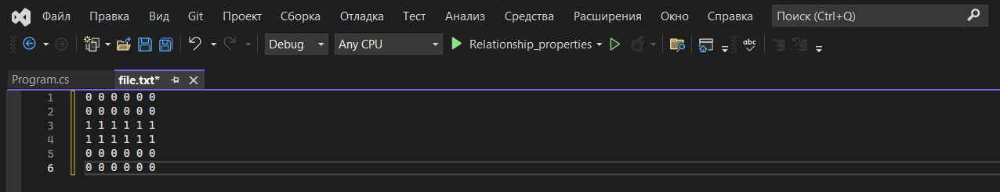 Файл Правка Вид Git Проект Сборка Отладка Тест Анализ Средства Расширения Окно Справка Поиск (Ctrl+Q)
Debug Any CPU Relationship_properties abc
Program.cs file.txt*
1 0 0 0 0 0 0
2 0 0 0 0 0 0
3 1 1 1 1 1 1
4 1 1 1 1 1 1
5 0 0 0 0 0 0
6 0 0 0 0 0 0